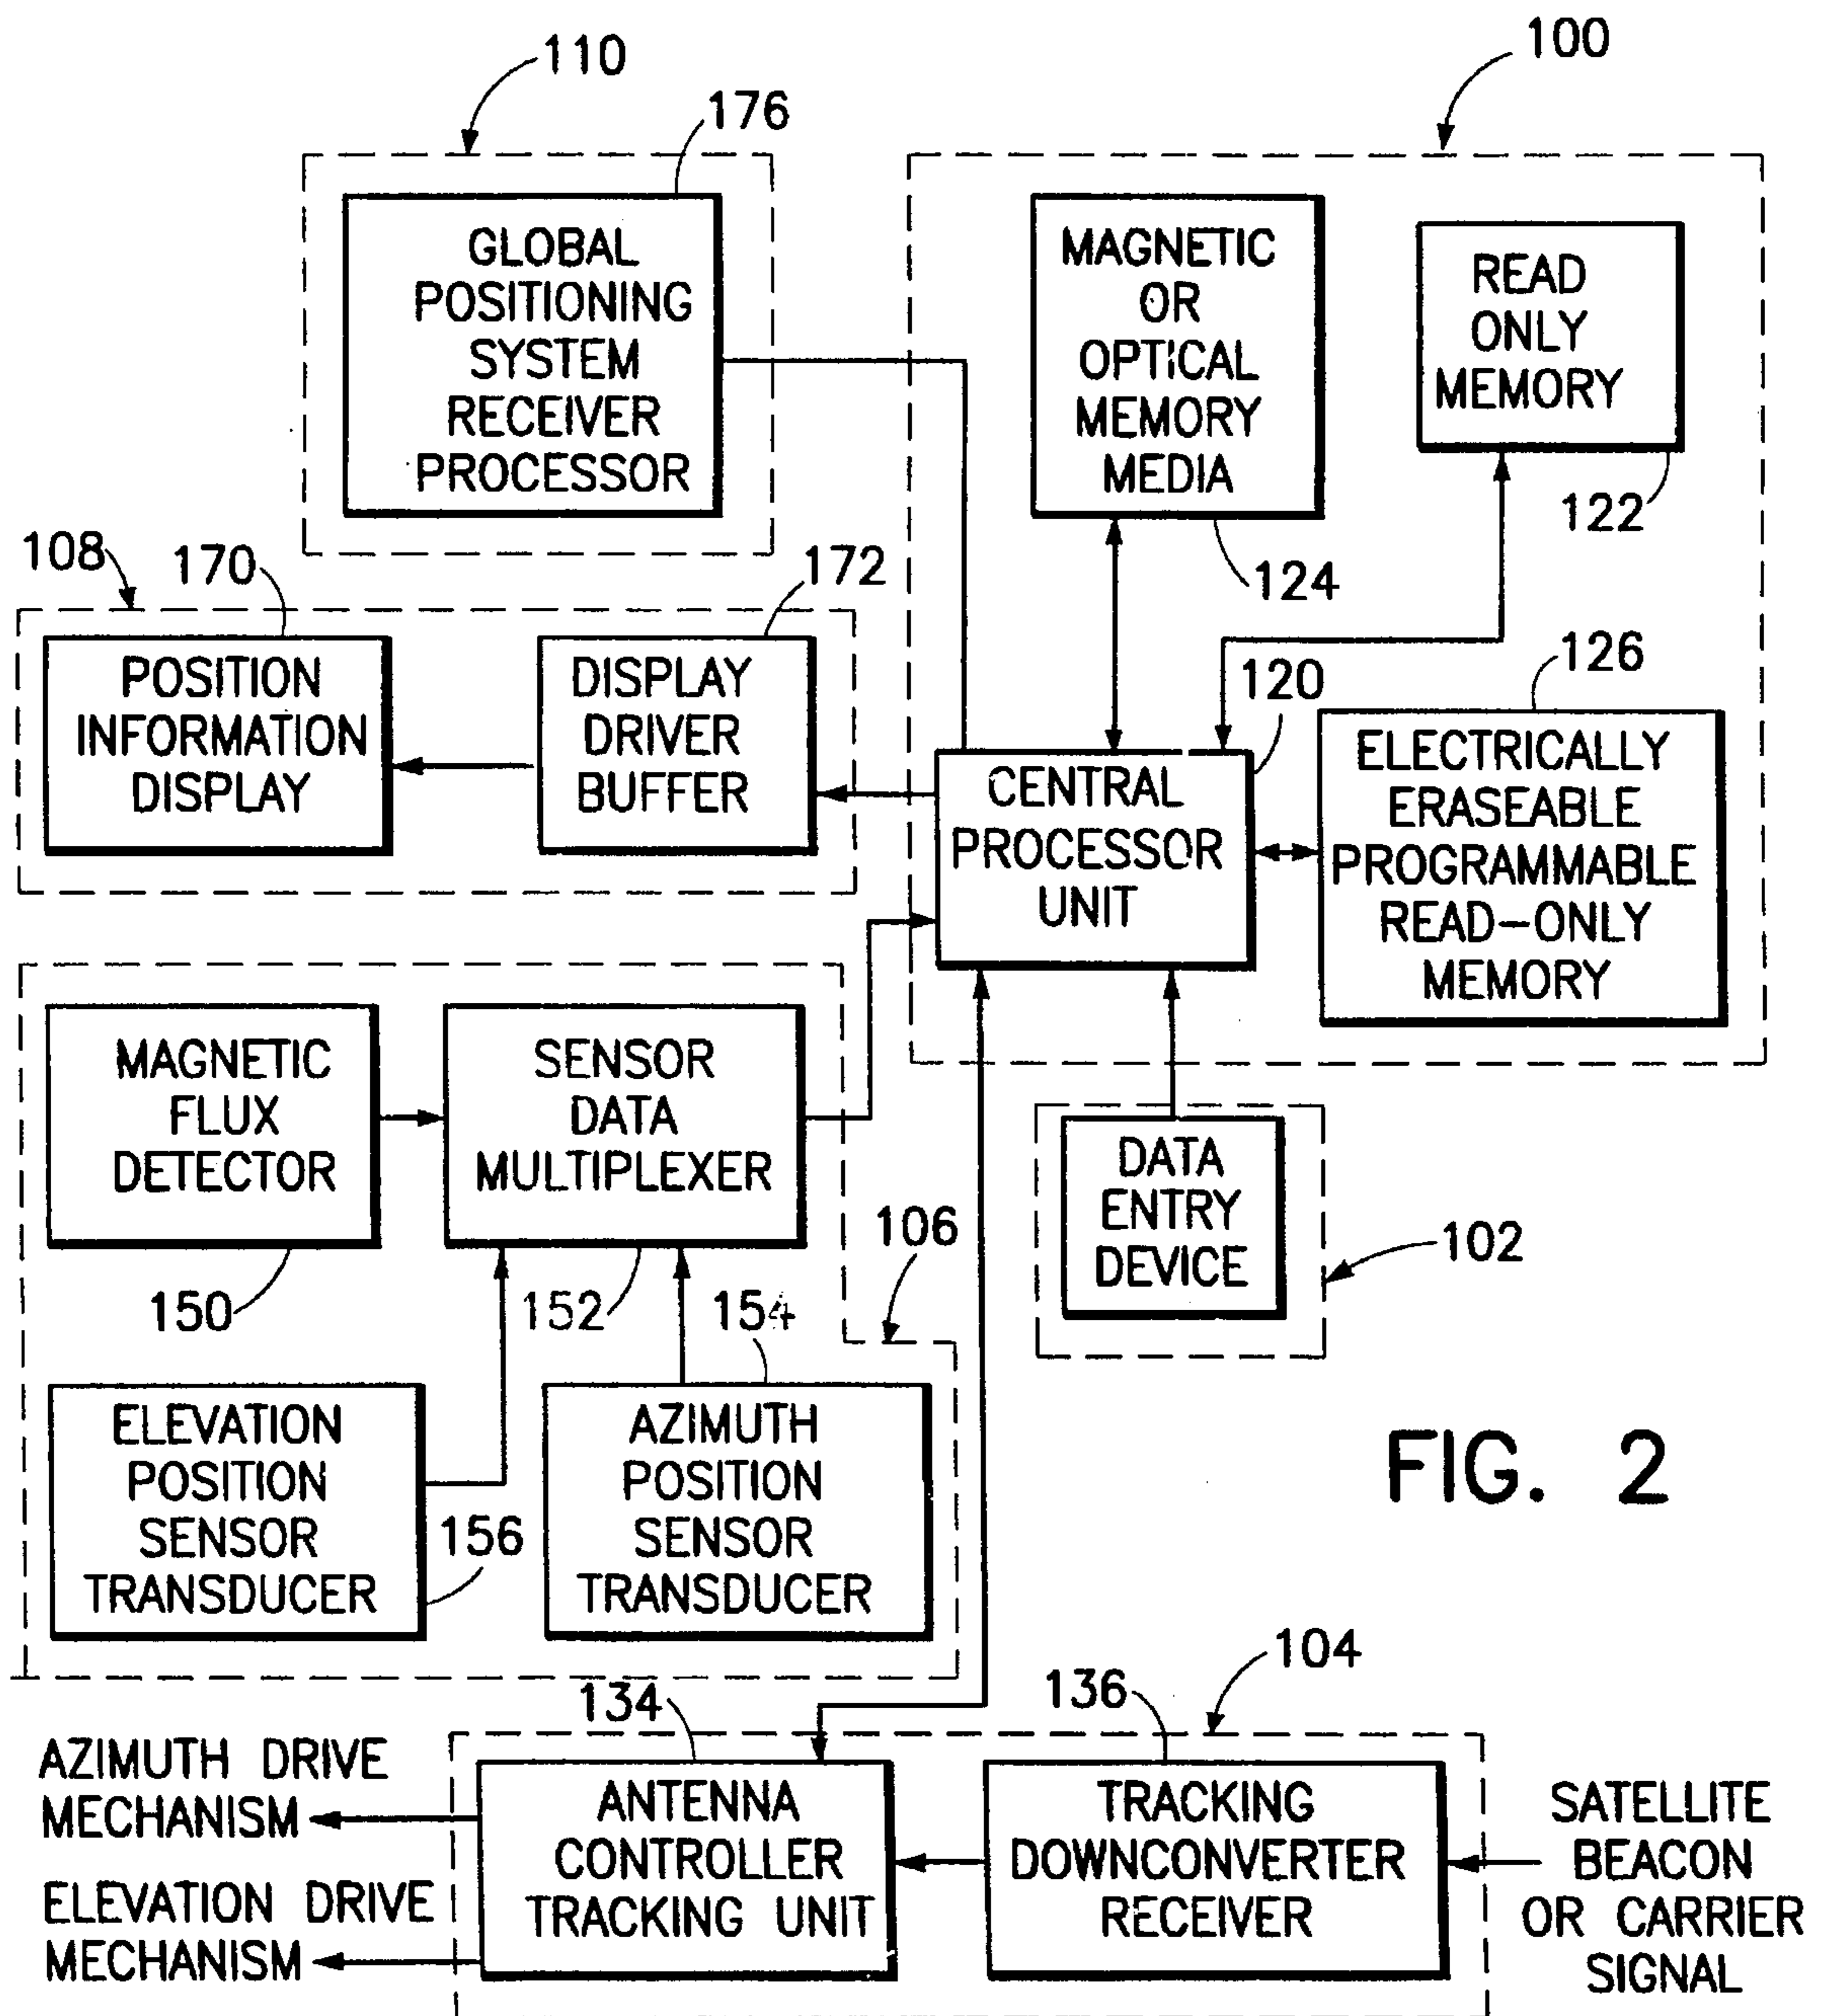 110
100
176
GLOBAL
POSITIONING
SYSTEM
RECEIVER
PROCESSOR
MAGNETIC
OR
OPTICAL
MEMORY
MEDIA
READ
ONLY
MEMORY
122
124
108
170
172
POSITION
INFORMATION
DISPLAY
DISPLAY
DRIVER
BUFFER
120
126
CENTRAL
PROCESSOR
UNIT
ELECTRICALLY
ERASEABLE
PROGRAMMABLE
READ-ONLY
MEMORY
MAGNETIC
FLUX
DETECTOR
SENSOR
DATA
MULTIPLEXER
DATA
ENTRY
DEVICE
106
102
150
152
154
ELEVATION
POSITION
SENSOR
TRANSDUCER
156
AZIMUTH
POSITION
SENSOR
TRANSDUCER
FIG. 2
104
134
136
AZIMUTH DRIVE
MECHANISM
ELEVATION DRIVE
MECHANISM
ANTENNA
CONTROLLER
TRACKING UNIT
TRACKING
DOWNCONVERTER
RECEIVER
SATELLITE
BEACON
OR CARRIER
SIGNAL